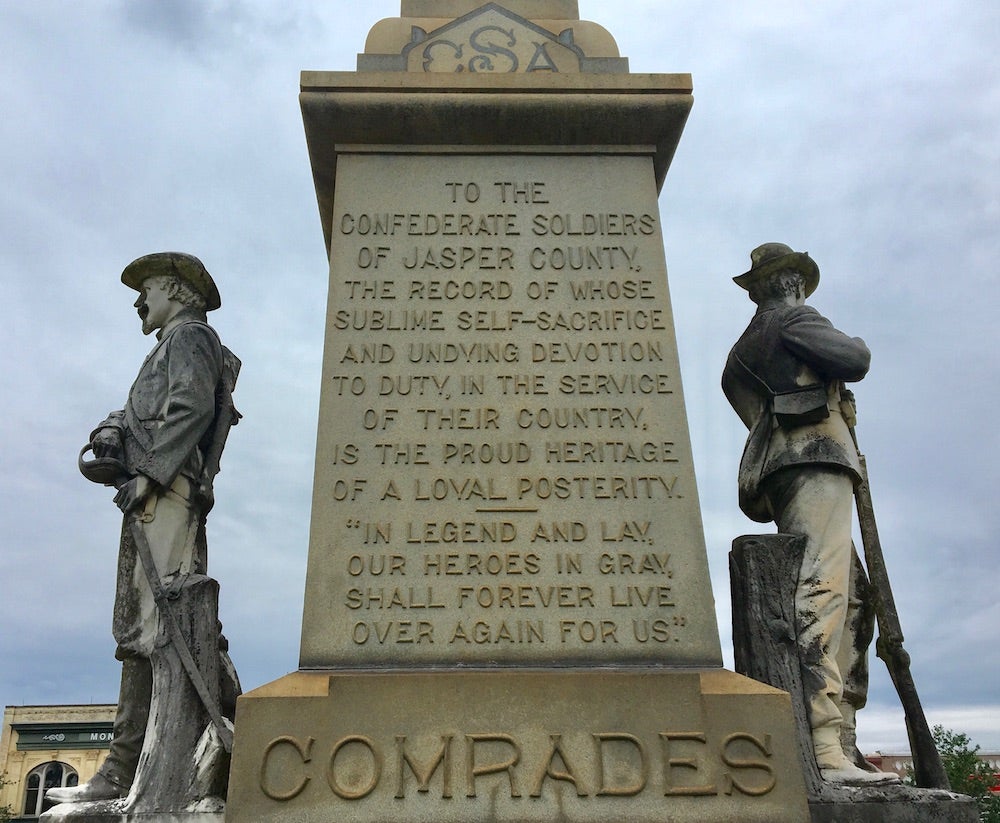 CSA
TO THE
CONFEDERATE SOLDIERS
OF JASPER COUNTY,
THE RECORD OF WHOSE
SUBLIME SELF-SACRIFICE
AND UNDYING DEVOTION
TO DUTY, IN THE SERVICE
OF THEIR COUNTRY,
IS THE PROUD HERITAGE
OF A LOYAL POSTERITY.
"IN LEGEND AND LAY,
OUR HEROES IN GRAY,
SHALL FOREVER LIVE
OVER AGAIN FOR US."
COMRADES
MON